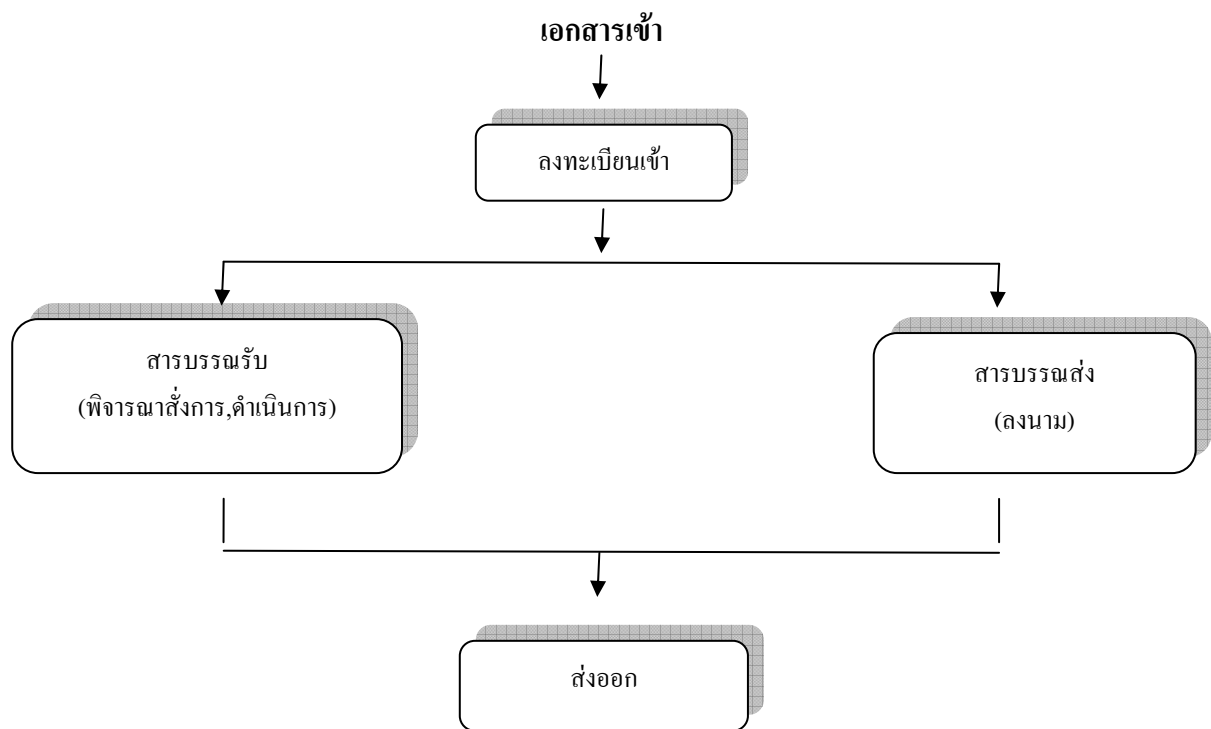 เอกสารเข้า
ลงทะเบียนเข้า
สารบรรณรับ
(พิจารณาสั่งการ,ดำเนินการ)
สารบรรณส่ง
(ลงนาม)
ส่งออก